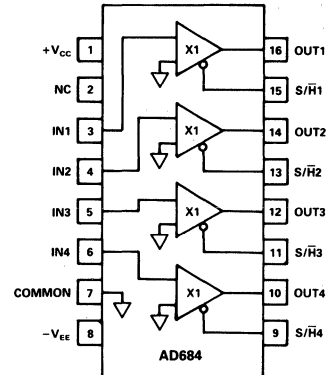 +VCC 1 X1 16 OUT1
NC 2 15 S/H̅1
IN1 3 X1 14 OUT2
IN2 4 13 S/H̅2
IN3 5 X1 12 OUT3
IN4 6 11 S/H̅3
COMMON 7 X1 10 OUT4
-VEE 8 9 S/H̅4
AD684